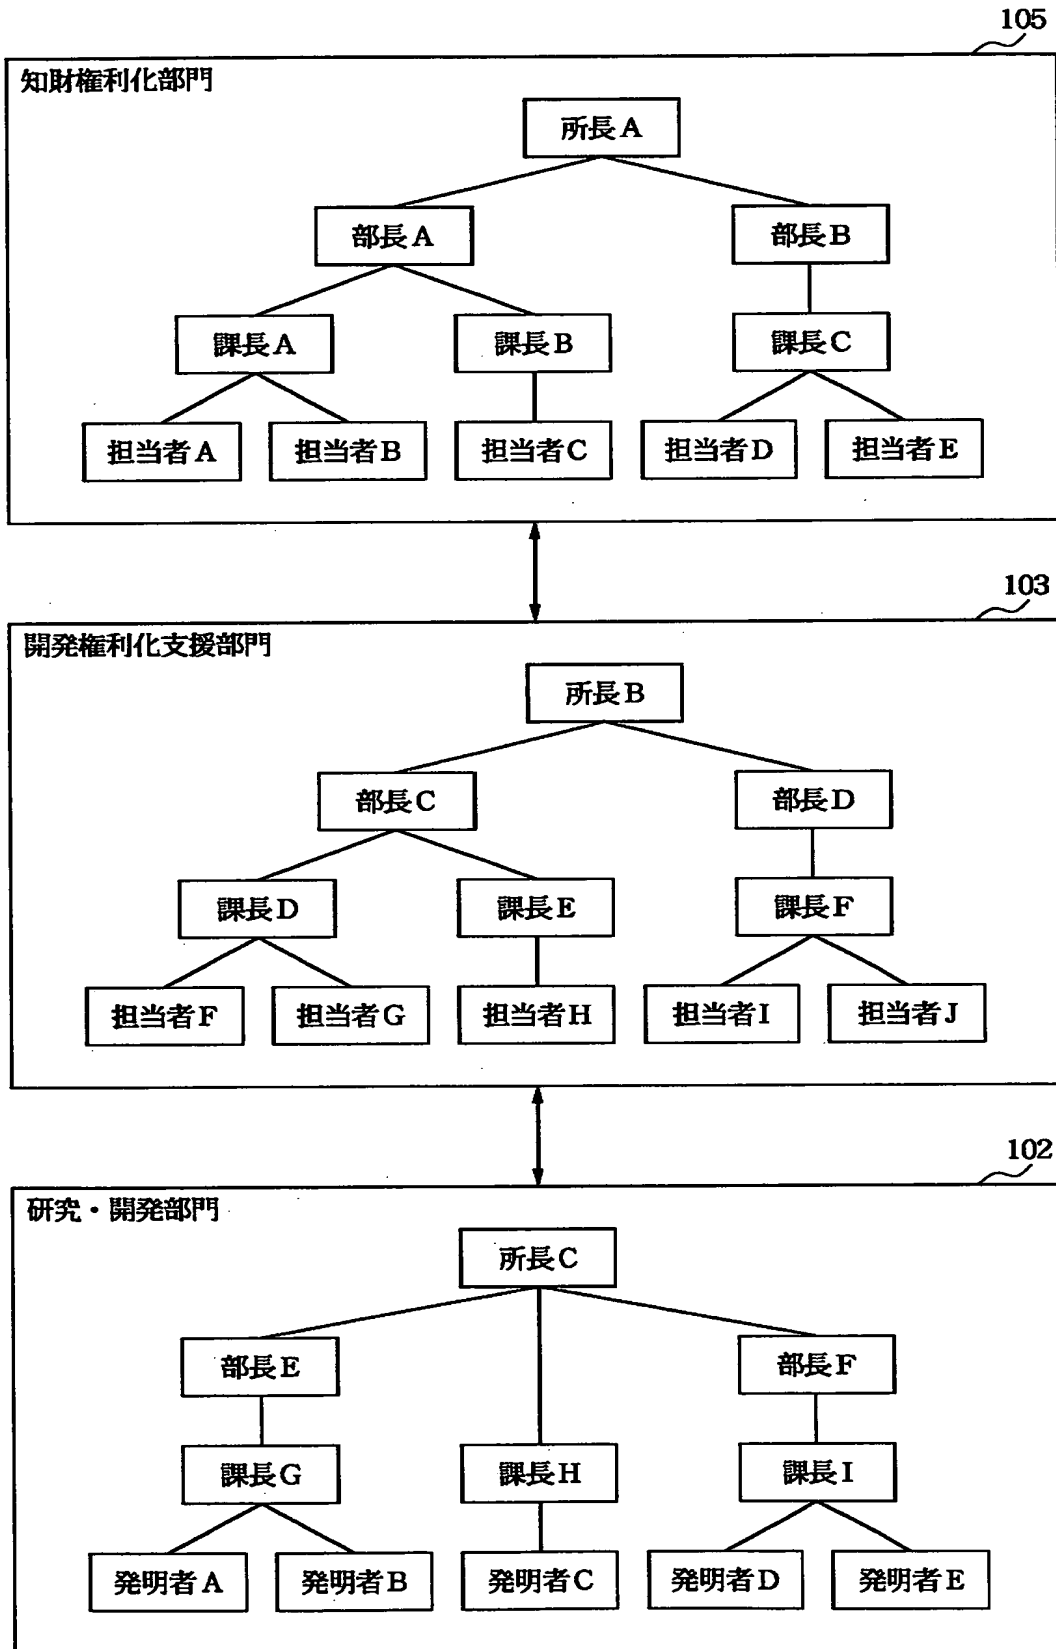 105
知財権利化部門
所長A
部長A
部長B
課長A
課長B
課長C
担当者A
担当者B
担当者C
担当者D
担当者E
103
開発権利化支援部門
所長B
部長C
部長D
課長D
課長E
課長F
担当者F
担当者G
担当者H
担当者I
担当者J
102
研究・開発部門
所長C
部長E
部長F
課長G
課長H
課長I
発明者A
発明者B
発明者C
発明者D
発明者E